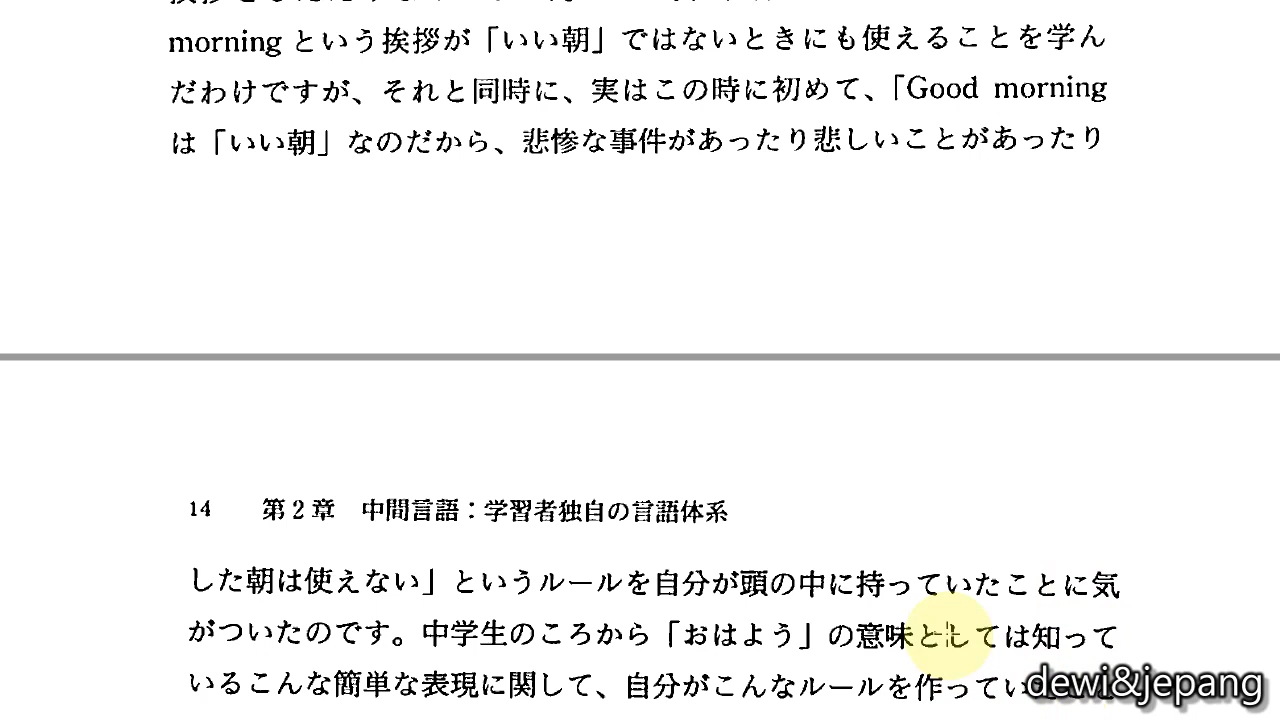 morning という挨拶が「いい朝」ではないときにも使えることを学ん
だわけですが、それと同時に、実はこの時に初めて、「Good morning
は「いい朝」なのだから、悲惨な事件があったり悲しいことがあったり
14 第2章 中間言語：学習者独自の言語体系
した朝は使えない」というルールを自分が頭の中に持っていたことに気
がついたのです。中学生のころから「おはよう」の意味としては知って
いるこんな簡単な表現に関して、自分がこんなルールを作ってい
dewi&jepang